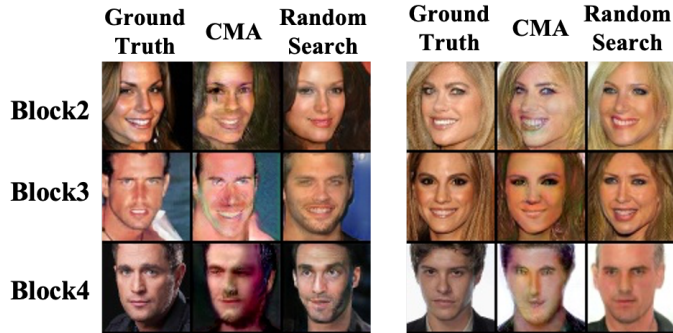 Ground Truth CMA Random Search Ground Truth CMA Random Search
Block2
Block3
Block4